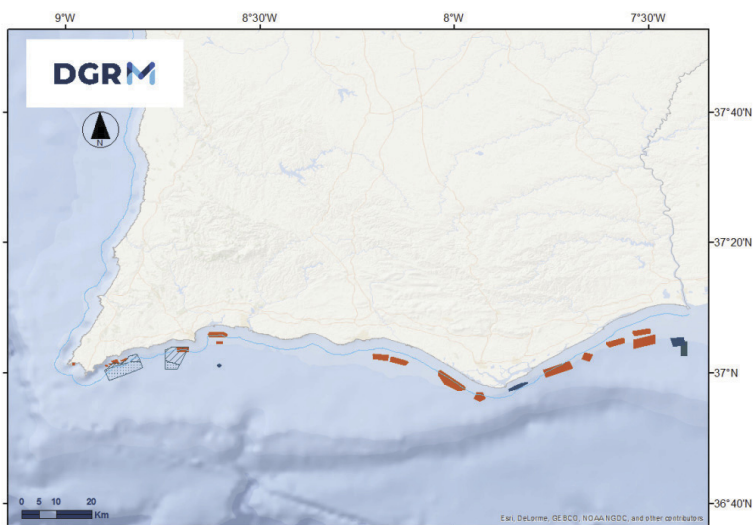 9°W 8°30'W 8°W 7°30'W
DGRM
37°40'N
N
37°20'N
37°N
36°40'N
0 5 10 20
Km
Esri, DeLorme, GEBCO, NOAA NGDC, and other contributors